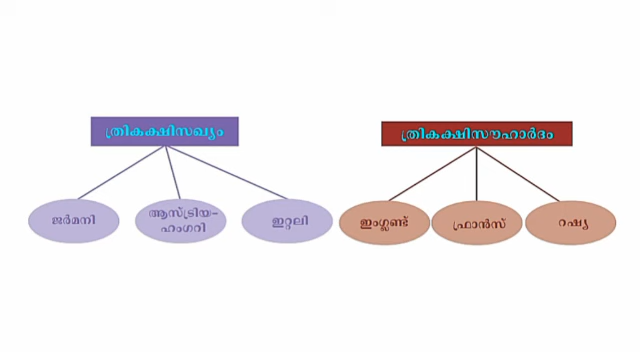 ത്രികക്ഷിസഖ്യം
ത്രികക്ഷിസൗഹാർദം
ജർമനി
ആസ്ട്രിയ-
ഹംഗറി
ഇറ്റലി
ഇംഗ്ലണ്ട്
ഫ്രാൻസ്
റഷ്യ